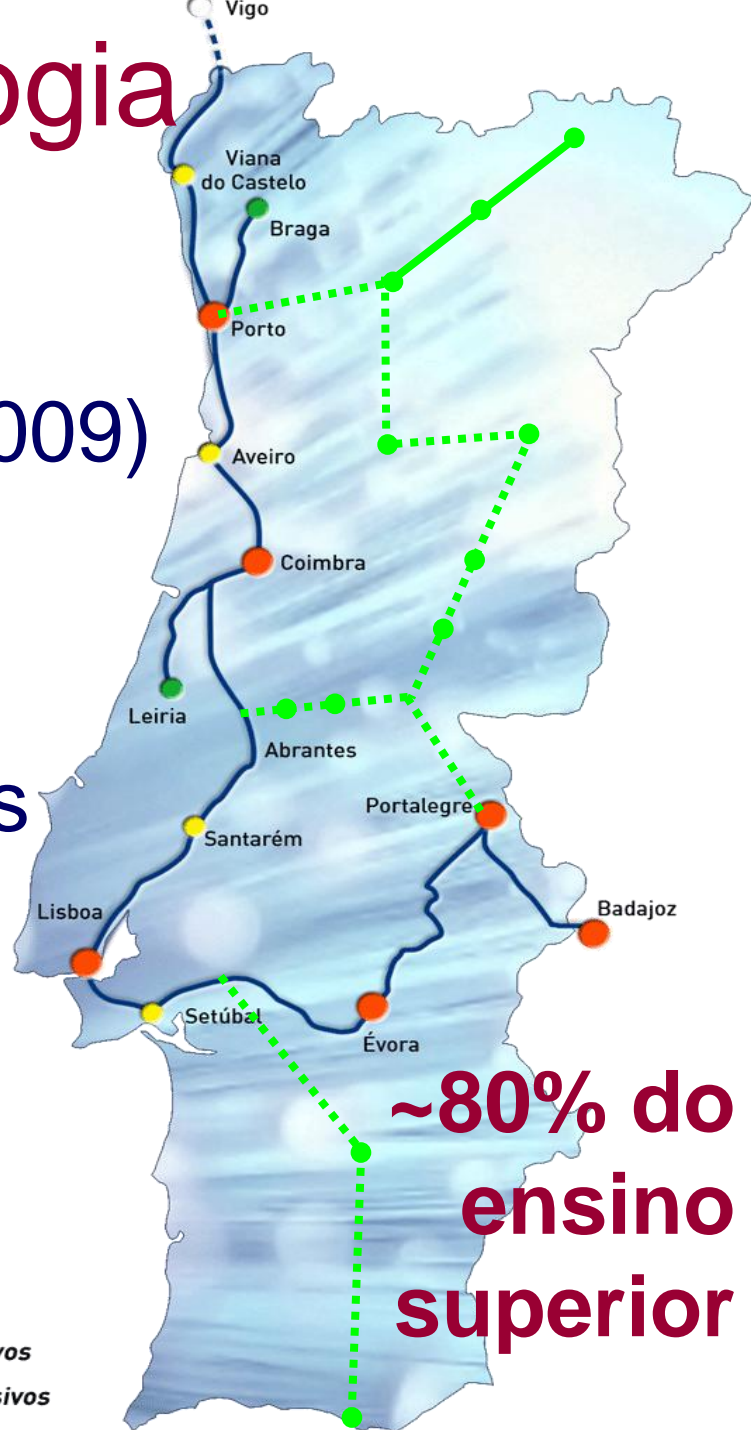 Vigo
ogia
Viana
do Castelo
Braga
Porto
009)
Aveiro
Coimbra
Leiria
Abrantes
s
Portalegre
Santarém
Lisboa
Badajoz
Setúbal
Évora
~80% do
ensino
superior
vos
sivos